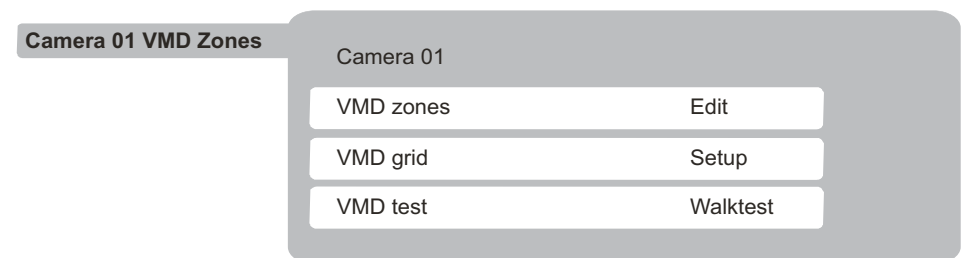 Camera 01 VMD Zones
Camera 01
VMD zones Edit
VMD grid Setup
VMD test Walktest